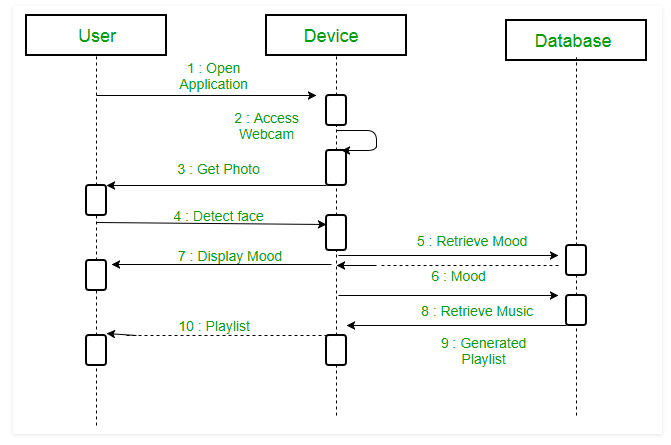 User
Device
Database
1 : Open
Application
2 : Access
Webcam
3 : Get Photo
4 : Detect face
5 : Retrieve Mood
7 : Display Mood
6 : Mood
8 : Retrieve Music
10 : Playlist
9 : Generated
Playlist